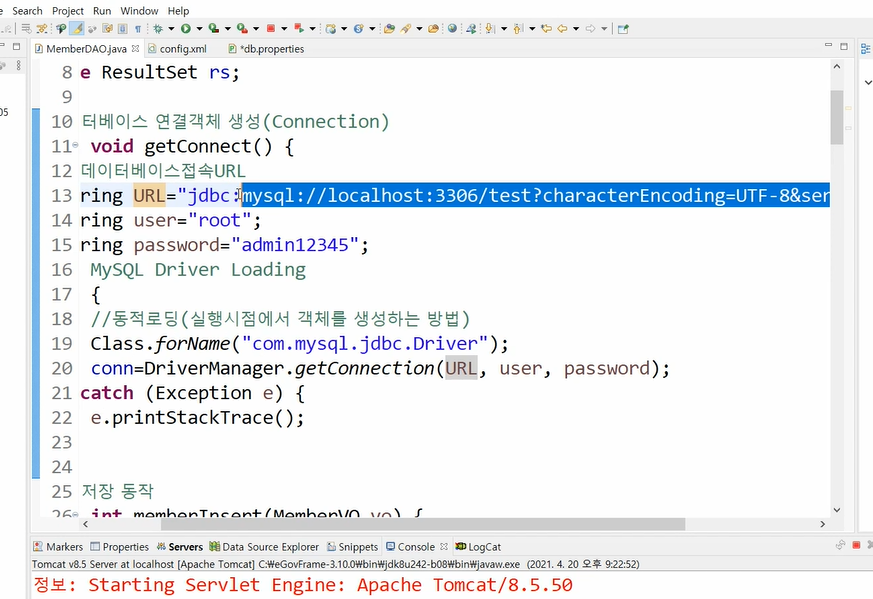 Search Project Run Window Help
MemberDAO.java config.xml *db.properties
8 e ResultSet rs;
9
10 터베이스 연결객체 생성(Connection)
11 void getConnect() {
12 데이터베이스접속URL
13 ring URL="jdbc:mysql://localhost:3306/test?characterEncoding=UTF-8&ser
14 ring user="root";
15 ring password="admin12345";
16 MySQL Driver Loading
17 {
18 //동적로딩(실행시점에서 객체를 생성하는 방법)
19 Class.forName("com.mysql.jdbc.Driver");
20 conn=DriverManager.getConnection(URL, user, password);
21 catch (Exception e) {
22 e.printStackTrace();
23
24
25 저장 동작
26 int memberInsert(MemberVO vo) {
Markers Properties Servers Data Source Explorer Snippets Console LogCat
Tomcat v8.5 Server at localhost [Apache Tomcat] C:₩eGovFrame-3.10.0₩bin₩jdk8u242-b08₩bin₩javaw.exe (2021. 4. 20 오후 9:22:52)
정보: Starting Servlet Engine: Apache Tomcat/8.5.50